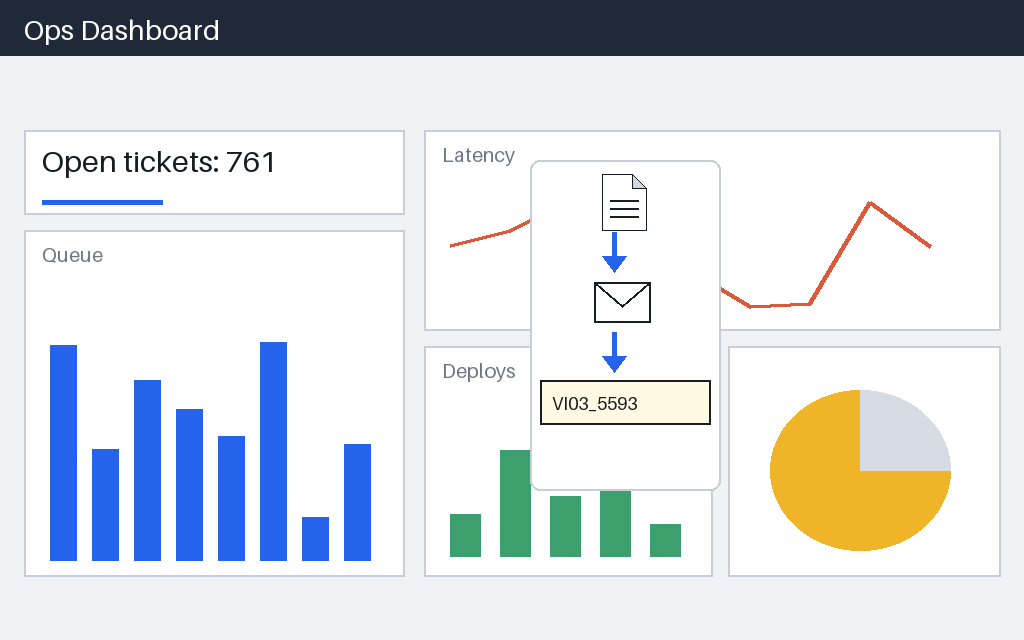 Ops Dashboard
Open tickets: 761
Latency
Queue
Deploys
VI03_5593